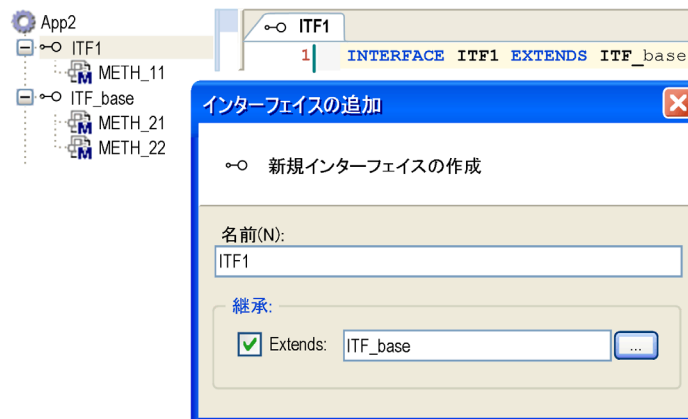 App2
ITF1
METH_11
ITF_base
METH_21
METH_22
ITF1
1 INTERFACE ITF1 EXTENDS ITF_base
インターフェイスの追加
新規インターフェイスの作成
名前(N):
ITF1
継承:
Extends: ITF_base ...